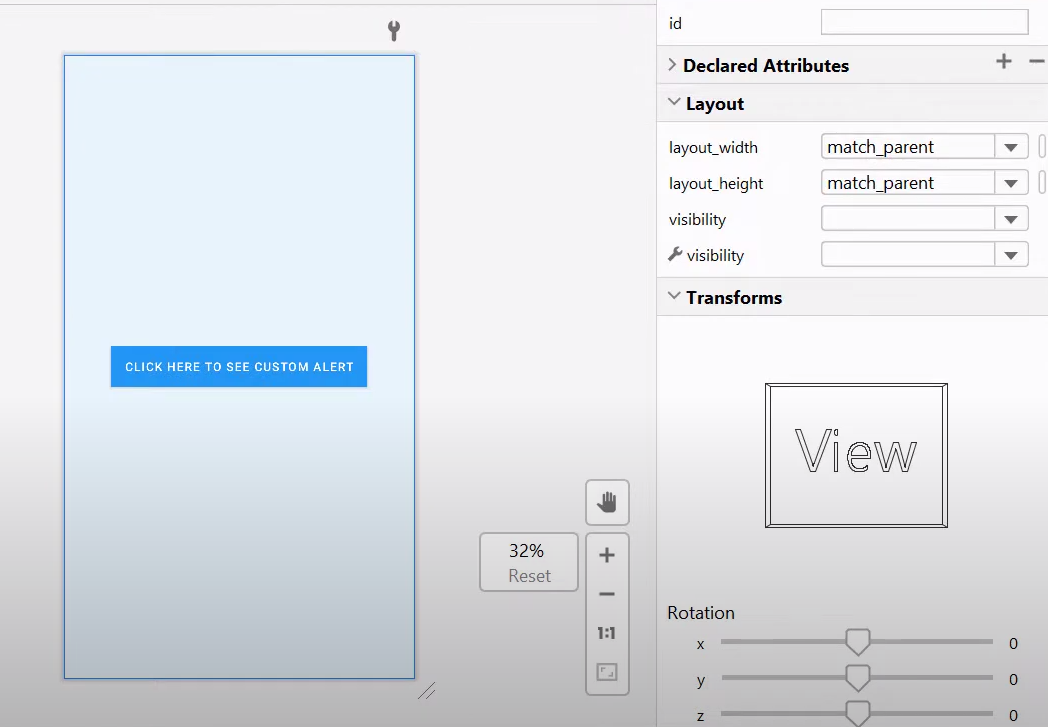 id
Declared Attributes
Layout
layout_width match_parent
layout_height match_parent
visibility
visibility
Transforms
CLICK HERE TO SEE CUSTOM ALERT
View
32%
Reset
1:1
Rotation
x 0
y 0
z 0